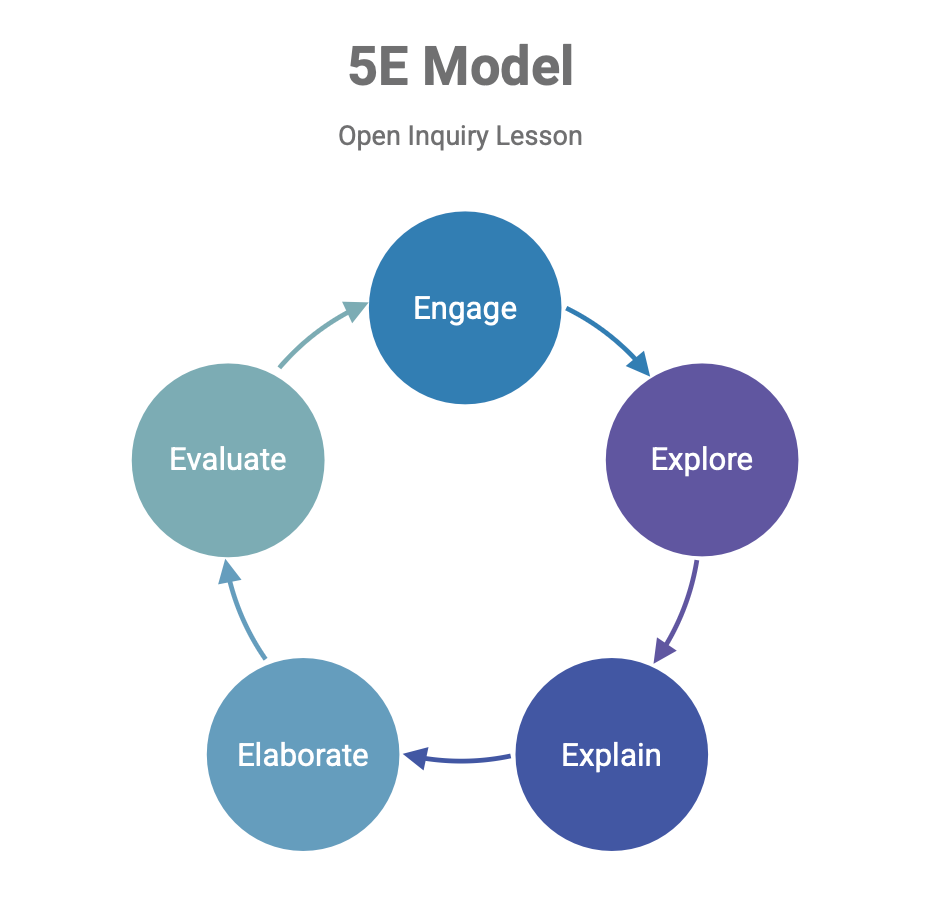 5E Model
Open Inquiry Lesson
Engage
Explore
Explain
Elaborate
Evaluate